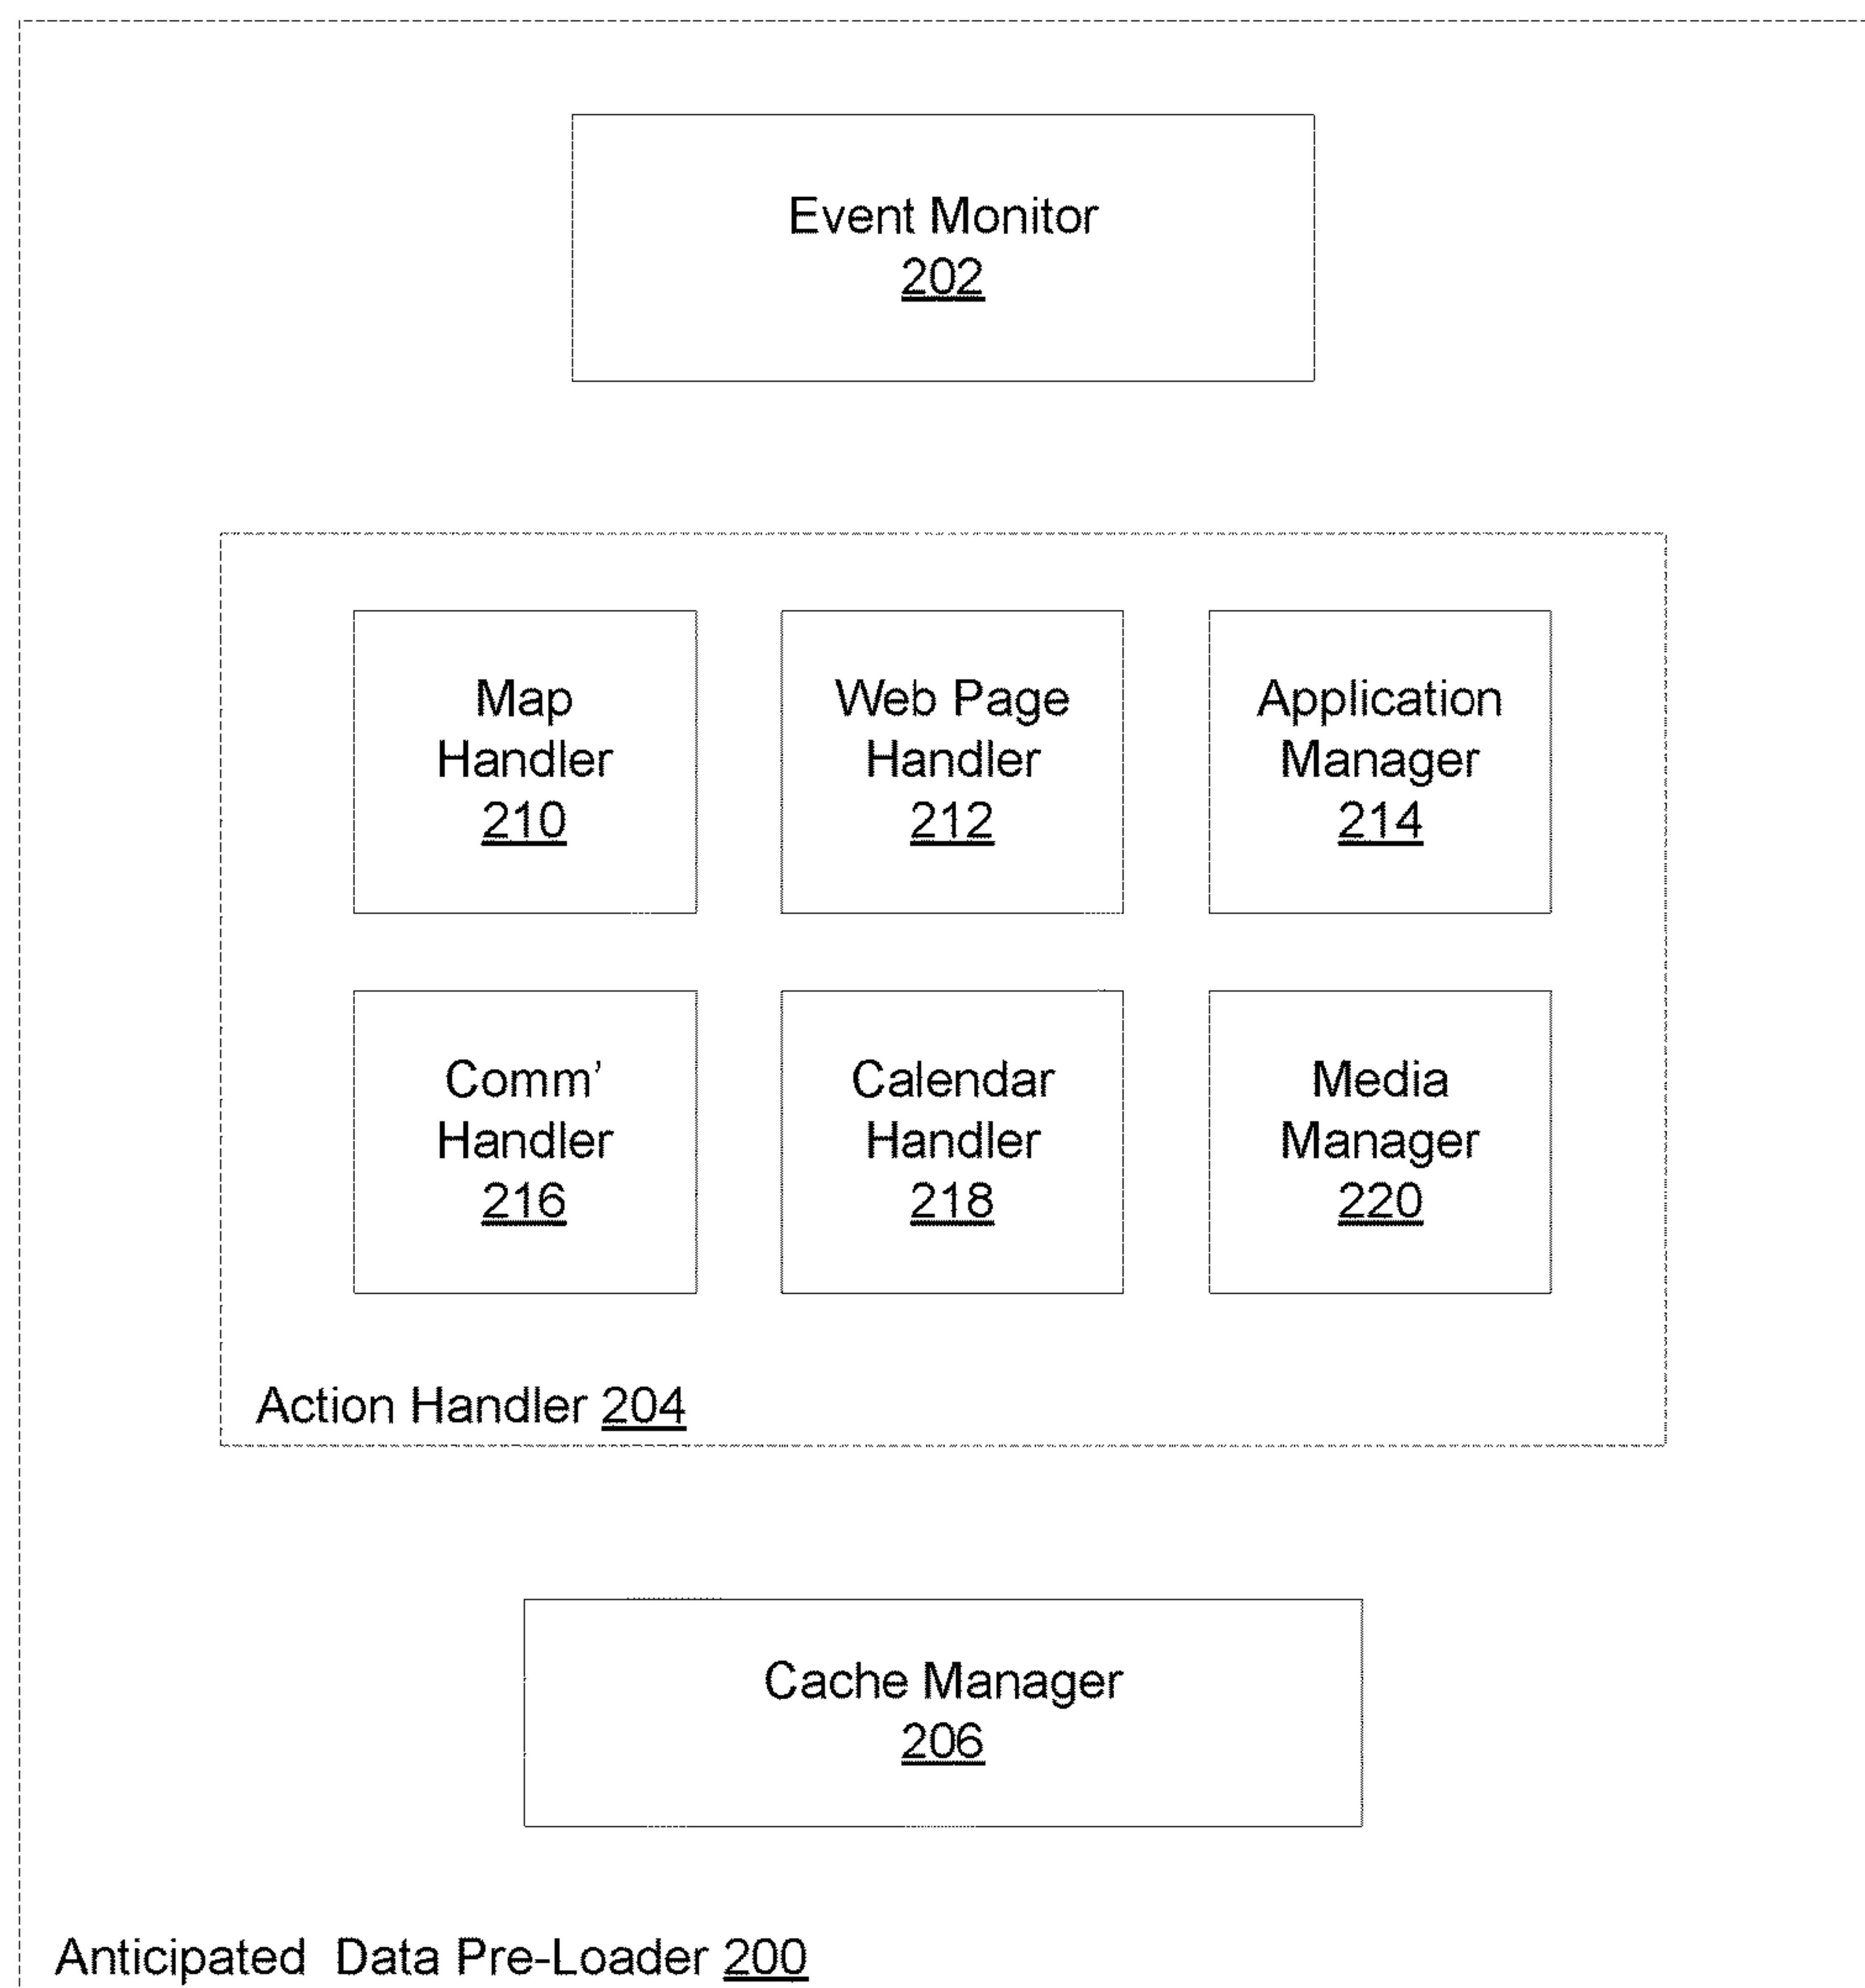 Event Monitor
202
Map
Handler
210
Web Page
Handler
212
Application
Manager
214
Comm’
Handler
216
Calendar
Handler
218
Media
Manager
220
Action Handler 204
Cache Manager
206
Anticipated Data Pre-Loader 200